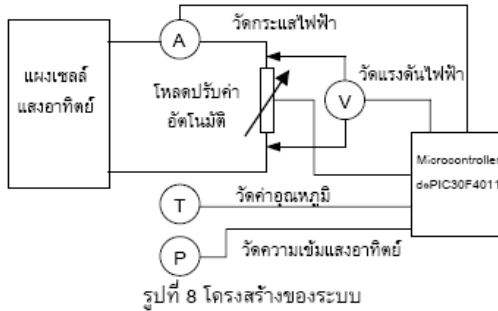 A
วัดกระแสไฟฟ้า
แผงเซลล์
แสงอาทิตย์
โหลดปรับค่า
อัตโนมัติ
V
วัดแรงดันไฟฟ้า
Microcontroller
dsPIC30F4011
T
วัดค่าอุณหภูมิ
P
วัดความเข้มแสงอาทิตย์
รูปที่ 8 โครงสร้างของระบบ